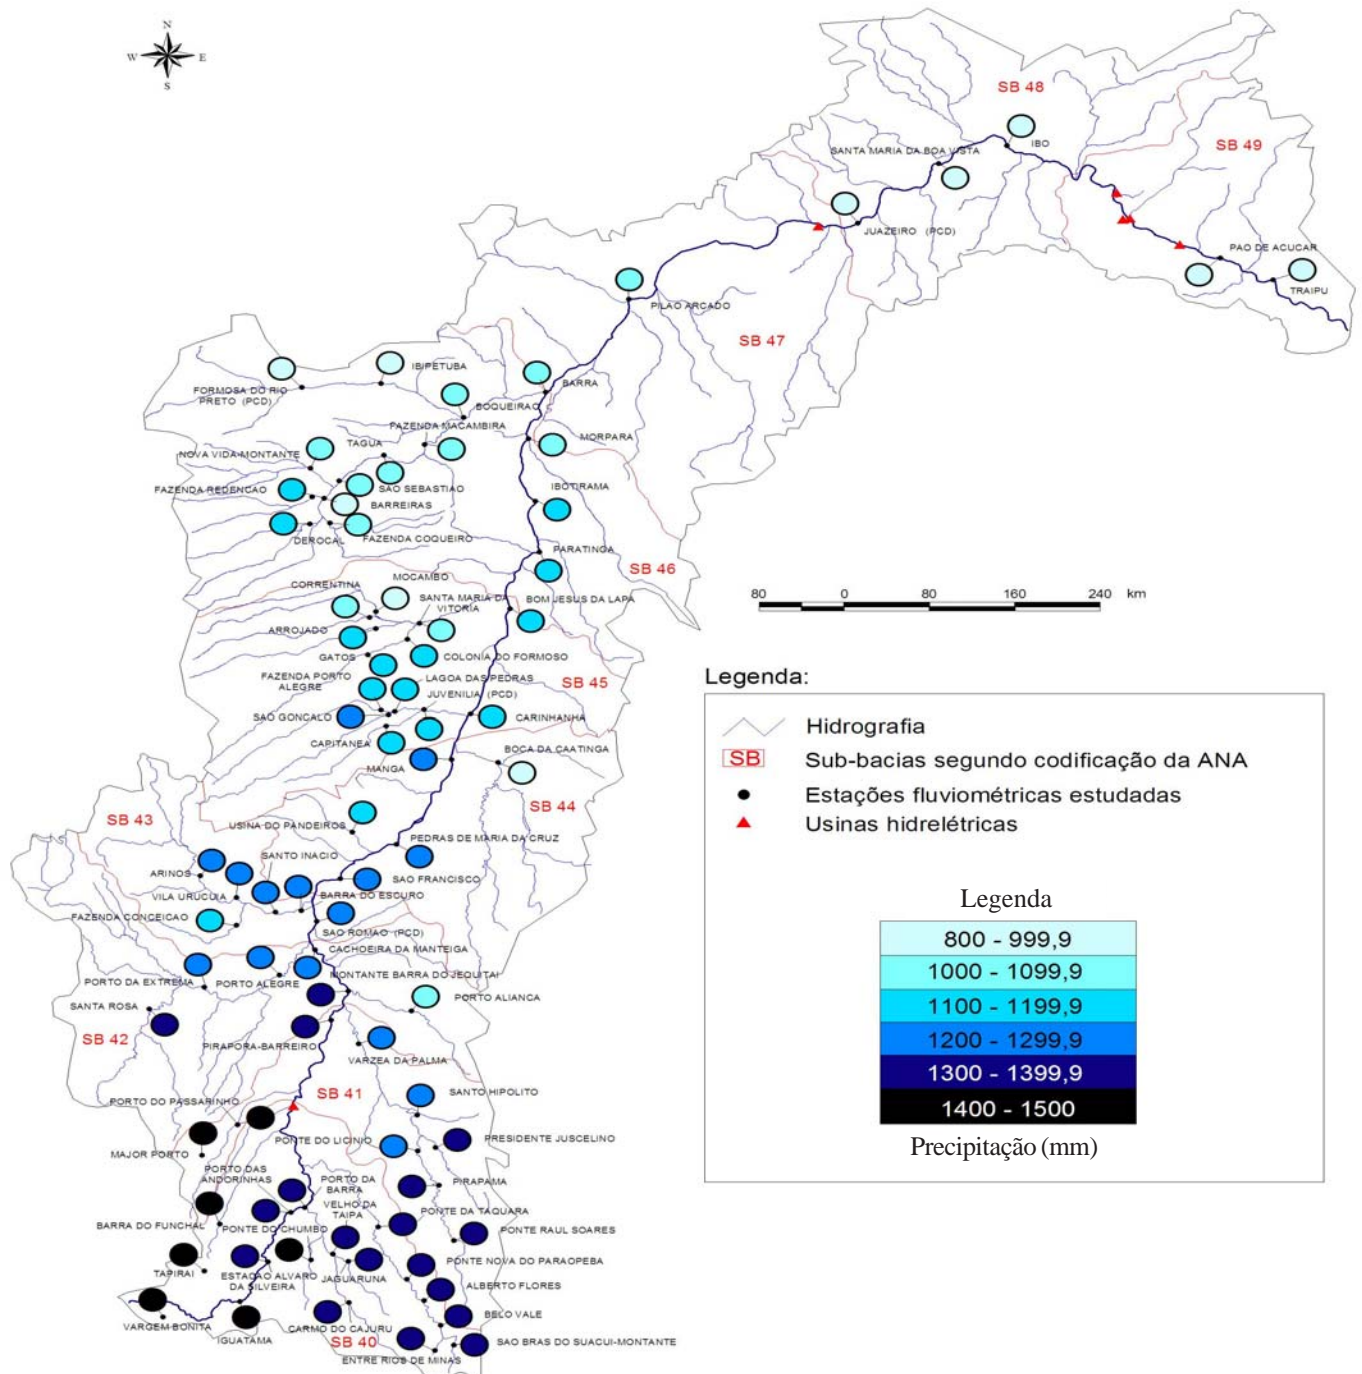 N
W E
S
SB 48
SANTA MARIA DA BOA VISTA
IBO
SB 49
JUAZEIRO (PCD)
PAO DE ACUCAR
TRAIPU
PILAO ARCADO
SB 47
IBIPETUBA
FORMOSA DO RIO
PRETO (PCD)
BARRA
BOQUEIRAO
FAZENDA MACAMBIRA
TAGUA
MORPARA
NOVA VIDA-MONTANTE
FAZENDA REDENCAO
SÃO SEBASTIAO
IBOTIRAMA
BARREIRAS
DEROCAL
FAZENDA COQUEIRO
PARATINGA
SB 46
MOCAMBO
CORRENTINA
SANTA MARIA DA
VITORIA
BOM JESUS DA LAPA
ARROJADO
GATOS
COLONIA DO FORMOSO
FAZENDA PORTO
ALEGRE
LAGOA DAS PEDRAS
SB 45
JUVENILIA (PCD)
SAO GONCALO
CARINHANHA
CAPITANEA
BOCA DA CAATINGA
MANGA
SB 44
SB 43
USINA DO PANDEIROS
PEDRAS DE MARIA DA CRUZ
SANTO INACIO
ARINOS
SAO FRANCISCO
VILA URUCUIA
BARRA DO ESCURO
FAZENDA CONCEICAO
SAO ROMAO (PCD)
CACHOEIRA DA MANTEIGA
PORTO DA EXTREMA
PORTO ALEGRE
MONTANTE BARRA DO JEQUITAI
SANTA ROSA
PORTO ALIANCA
SB 42
PIRAPORA-BARREIRO
VARZEA DA PALMA
SB 41
SANTO HIPOLITO
PORTO DO PASSARINHO
PONTE DO LICINIO
PRESIDENTE JUSCELINO
MAJOR PORTO
PORTO DAS
ANDORINHAS
PORTO DA
BARRA
PIRAPAMA
VELHO DA
TAIPA
PONTE DA TAQUARA
BARRA DO FUNCHAL
PONTE DO CHUMBO
PONTE RAUL SOARES
PONTE NOVA DO PARAOPEBA
TAPIRAI
ESTACAO ALVARO
DA SILVEIRA
JAGUARUNA
ALBERTO FLORES
BELO VALE
VARGEM BONITA
IGUATAMA
CARMO DO CAJURU
SB 40
SAO BRAS DO SUACUI-MONTANTE
ENTRE RIOS DE MINAS
80 0 80 160 240 km
Legenda:
Hidrografia
SB Sub-bacias segundo codificação da ANA
Estações fluviométricas estudadas
Usinas hidrelétricas
Legenda
800 - 999,9
1000 - 1099,9
1100 - 1199,9
1200 - 1299,9
1300 - 1399,9
1400 - 1500
Precipitação (mm)